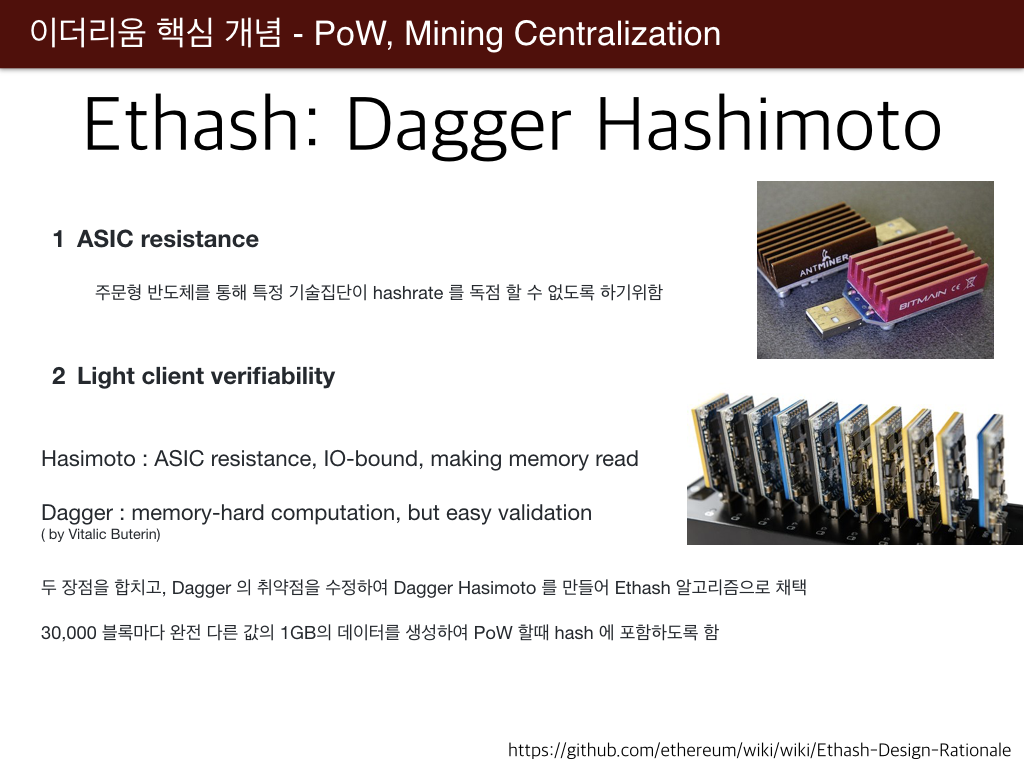 이더리움 핵심 개념 - PoW, Mining Centralization
Ethash: Dagger Hashimoto
1 ASIC resistance
주문형 반도체를 통해 특정 기술집단이 hashrate 를 독점 할 수 없도록 하기위함
ANTMINER
BITMAIN CE
2 Light client verifiability
Hasimoto : ASIC resistance, IO-bound, making memory read
Dagger : memory-hard computation, but easy validation
( by Vitalic Buterin)
두 장점을 합치고, Dagger 의 취약점을 수정하여 Dagger Hasimoto 를 만들어 Ethash 알고리즘으로 채택
30,000 블록마다 완전 다른 값의 1GB의 데이터를 생성하여 PoW 할때 hash 에 포함하도록 함
https://github.com/ethereum/wiki/wiki/Ethash-Design-Rationale